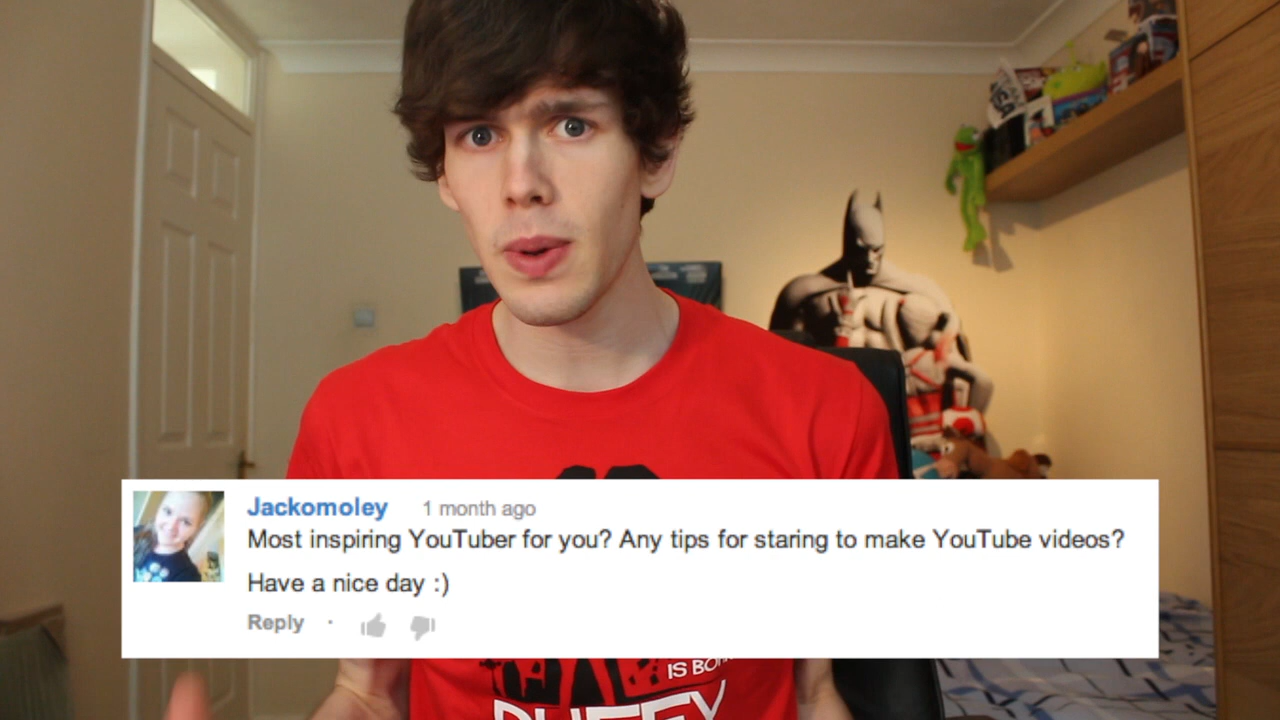 Jackomoley 1 month ago
Most inspiring YouTuber for you? Any tips for staring to make YouTube videos?
Have a nice day :)
Reply ·
IS BO